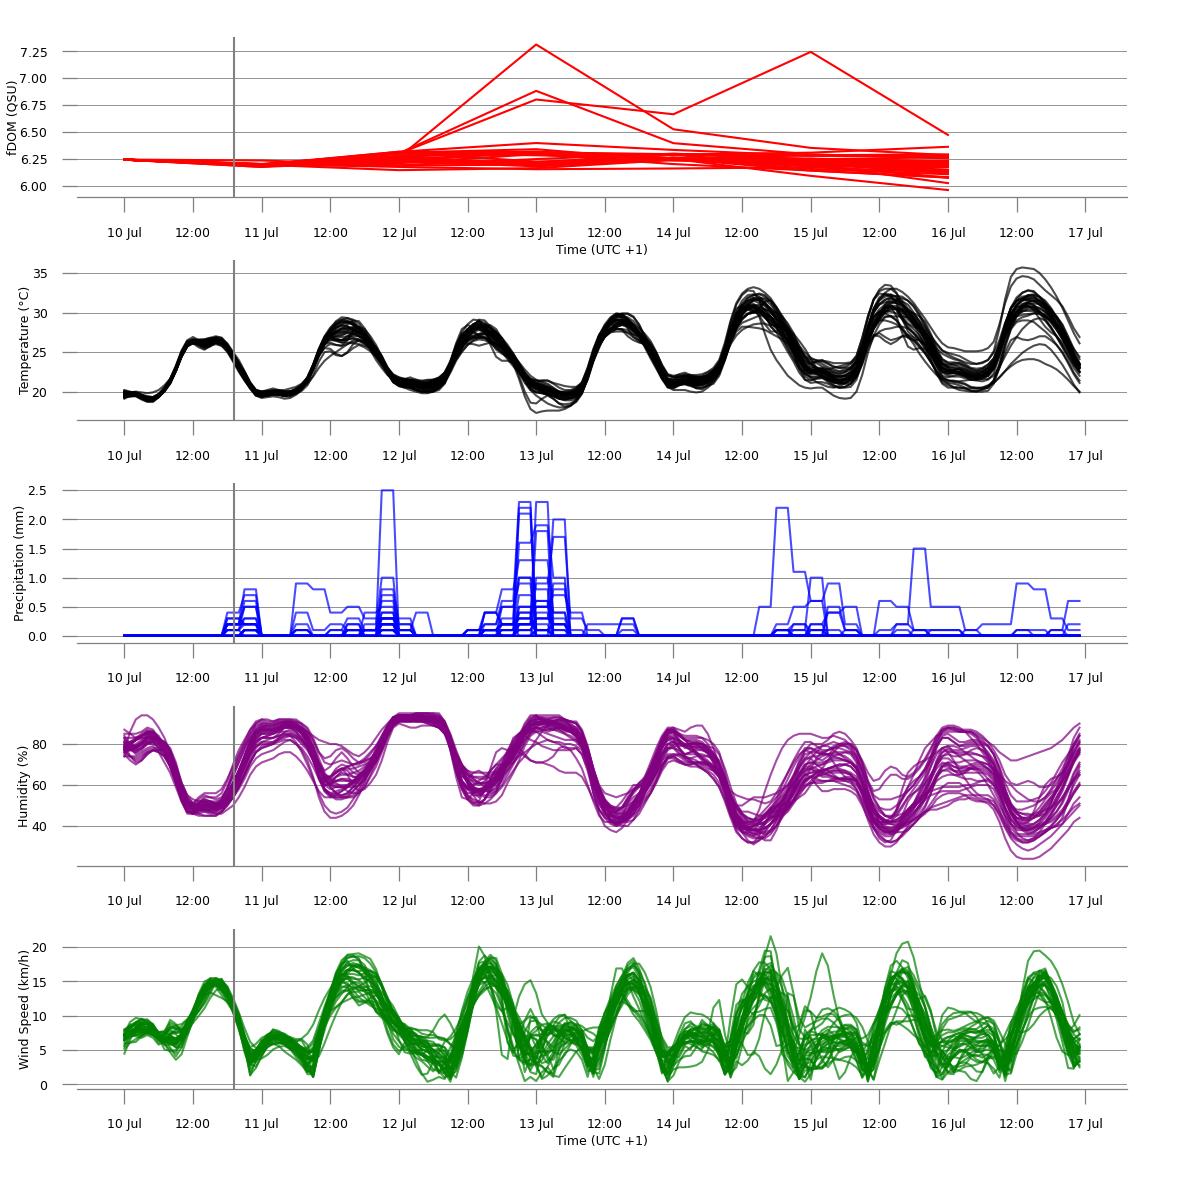 7.25
7.00
6.75
6.50
6.25
6.00
fDOM (QSU)
10 Jul 12:00 11 Jul 12:00 12 Jul 12:00 13 Jul 12:00 14 Jul 12:00 15 Jul 12:00 16 Jul 12:00 17 Jul
Time (UTC +1)
35
30
25
20
Temperature (°C)
10 Jul 12:00 11 Jul 12:00 12 Jul 12:00 13 Jul 12:00 14 Jul 12:00 15 Jul 12:00 16 Jul 12:00 17 Jul
2.5
2.0
1.5
1.0
0.5
0.0
Precipitation (mm)
10 Jul 12:00 11 Jul 12:00 12 Jul 12:00 13 Jul 12:00 14 Jul 12:00 15 Jul 12:00 16 Jul 12:00 17 Jul
80
60
40
Humidity (%)
10 Jul 12:00 11 Jul 12:00 12 Jul 12:00 13 Jul 12:00 14 Jul 12:00 15 Jul 12:00 16 Jul 12:00 17 Jul
20
15
10
5
0
Wind Speed (km/h)
10 Jul 12:00 11 Jul 12:00 12 Jul 12:00 13 Jul 12:00 14 Jul 12:00 15 Jul 12:00 16 Jul 12:00 17 Jul
Time (UTC +1)